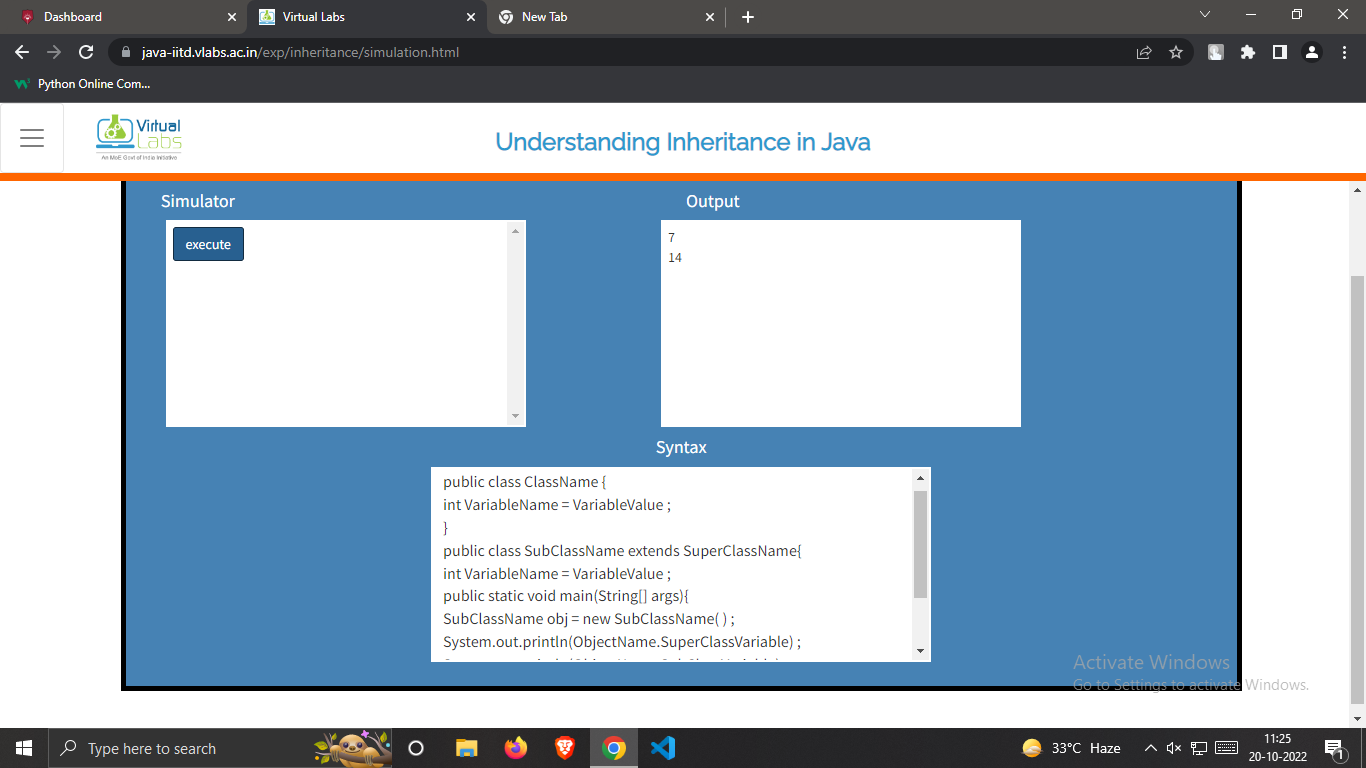 Dashboard
Virtual Labs
New Tab
java-iitd.vlabs.ac.in/exp/inheritance/simulation.html
Python Online Com...
Virtual
Labs
An MoE Govt of India Initiative
Understanding Inheritance in Java
Simulator
Output
execute
7
14
Syntax
public class ClassName {
int VariableName = VariableValue ;
}
public class SubClassName extends SuperClassName{
int VariableName = VariableValue ;
public static void main(String[] args){
SubClassName obj = new SubClassName( ) ;
System.out.println(ObjectName.SuperClassVariable) ;
Activate Windows
Go to Settings to activate Windows.
Type here to search
33°C Haze
11:25
20-10-2022
1